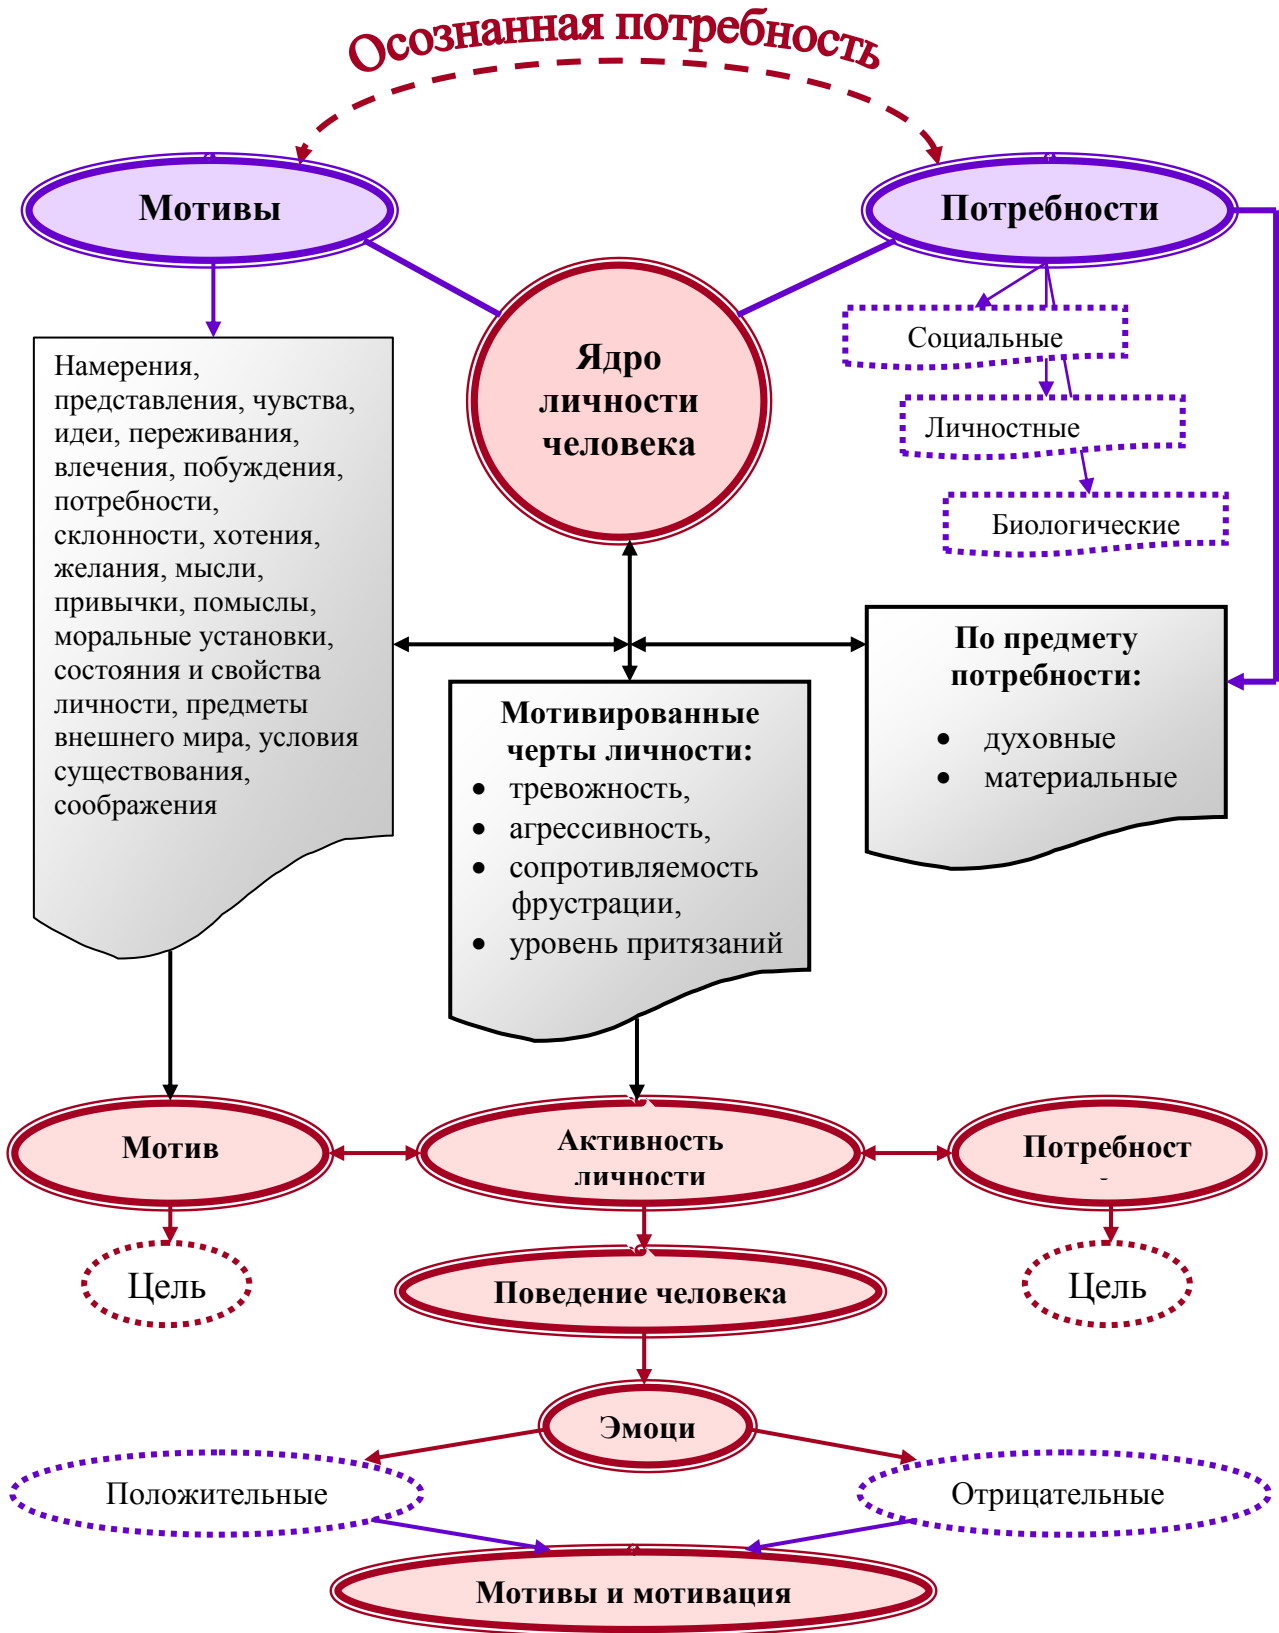 Осознанная потребность
Мотивы
Потребности
Ядро
личности
человека
Социальные
Личностные
Биологические
Намерения,
представления, чувства,
идеи, переживания,
влечения, побуждения,
потребности,
склонности, хотения,
желания, мысли,
привычки, помыслы,
моральные установки,
состояния и свойства
личности, предметы
внешнего мира, условия
существования,
соображения
По предмету
потребности:
• духовные
• материальные
Мотивированные
черты личности:
• тревожность,
• агрессивность,
• сопротивляемость
фрустрации,
• уровень притязаний
Мотив
Активность
личности
Потребност
Цель
Поведение человека
Цель
Эмоци
Положительные
Отрицательные
Мотивы и мотивация